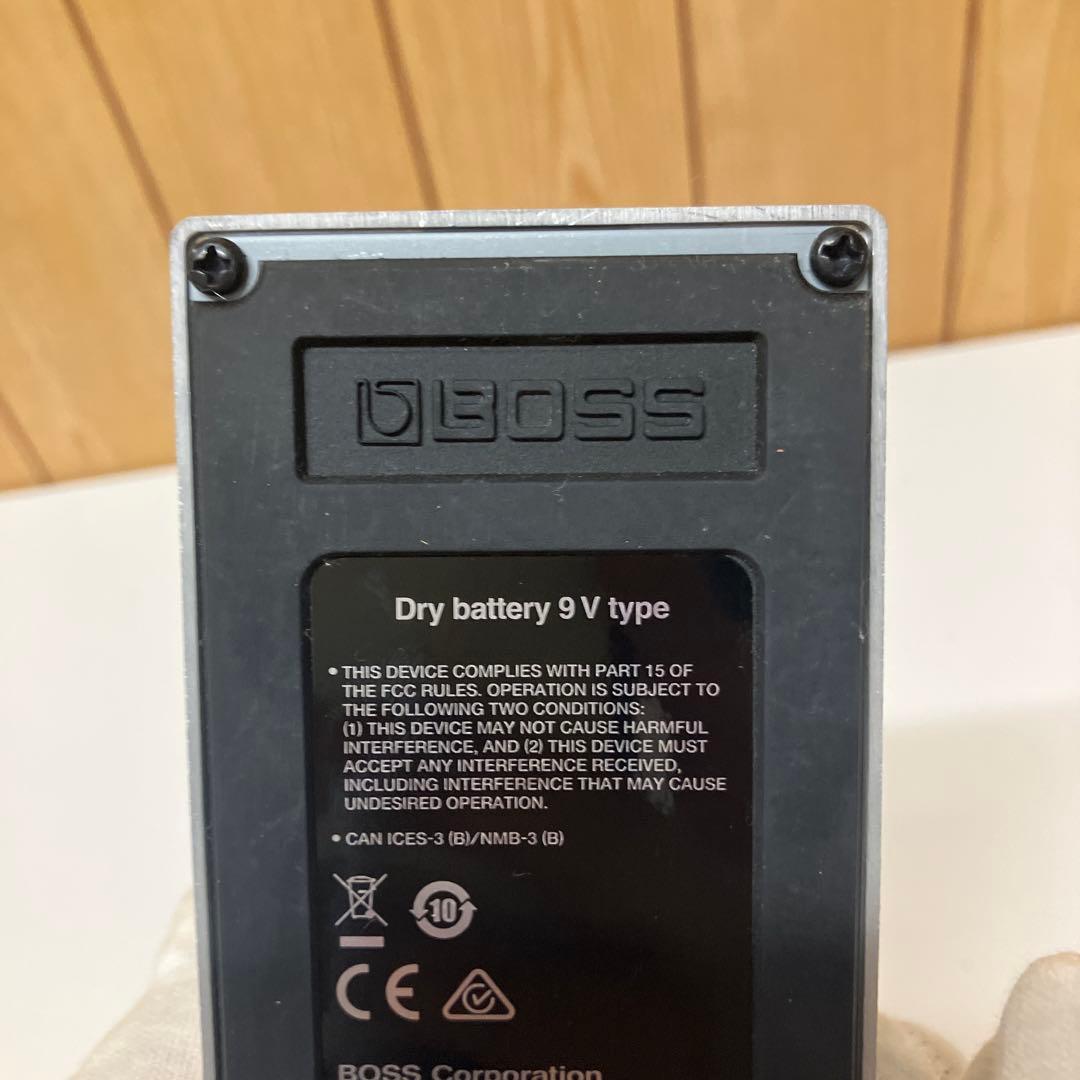 BOSS
Dry battery 9 V type
• THIS DEVICE COMPLIES WITH PART 15 OF
THE FCC RULES. OPERATION IS SUBJECT TO
THE FOLLOWING TWO CONDITIONS:
(1) THIS DEVICE MAY NOT CAUSE HARMFUL
INTERFERENCE, AND (2) THIS DEVICE MUST
ACCEPT ANY INTERFERENCE RECEIVED,
INCLUDING INTERFERENCE THAT MAY CAUSE
UNDESIRED OPERATION.
• CAN ICES-3 (B)/NMB-3 (B)
10
CE
BOSS Corporation